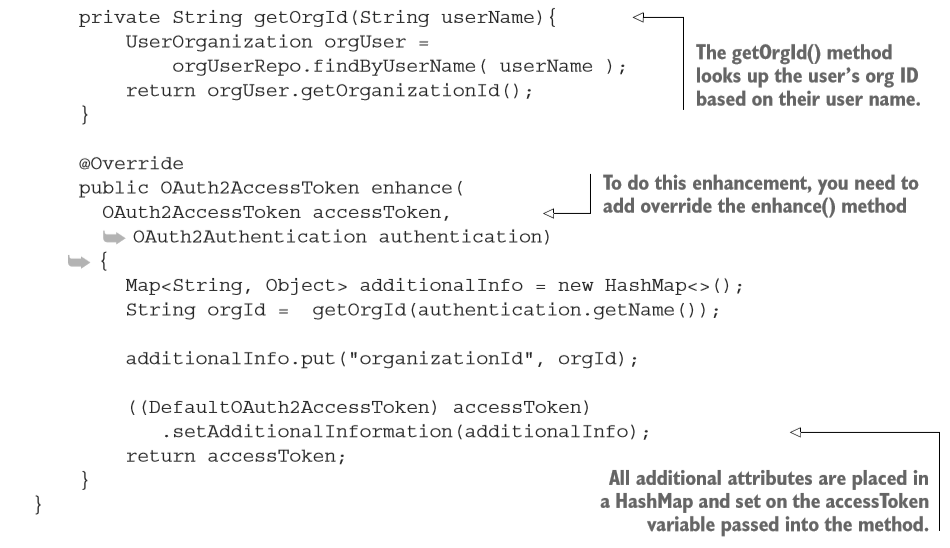 private String getOrgId(String userName){
UserOrganization orgUser =
orgUserRepo.findByUserName( userName );
return orgUser.getOrganizationId();
}
The getOrgId() method
looks up the user's org ID
based on their user name.
@Override
public OAuth2AccessToken enhance(
OAuth2AccessToken accessToken,
OAuth2Authentication authentication)
{
To do this enhancement, you need to
add override the enhance() method
Map<String, Object> additionalInfo = new HashMap<>();
String orgId =  getOrgId(authentication.getName());
additionalInfo.put("organizationId", orgId);
((DefaultOAuth2AccessToken) accessToken)
.setAdditionalInformation(additionalInfo);
return accessToken;
}
}
All additional attributes are placed in
a HashMap and set on the accessToken
variable passed into the method.